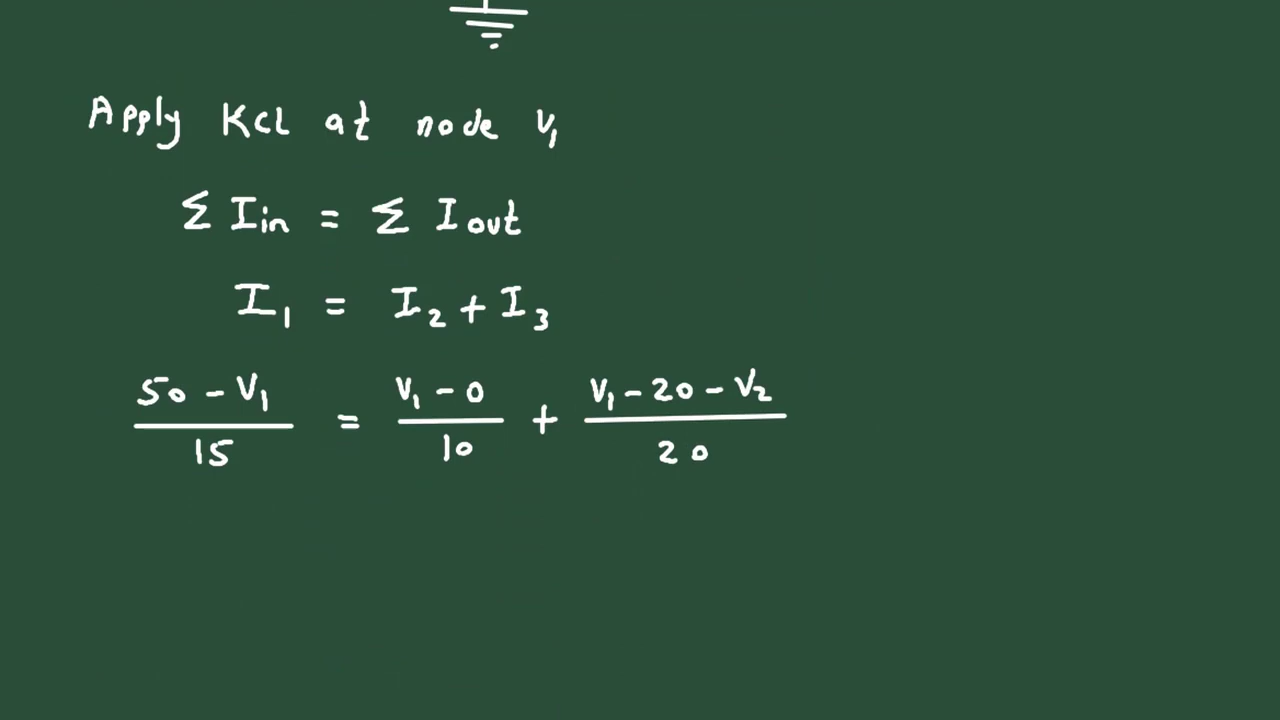 Apply KCL at node V₁
Σ Iin = Σ Iout
I₁ = I₂ + I₃
(50 - V₁)/15 = (V₁ - 0)/10 + (V₁ - 20 - V₂)/20